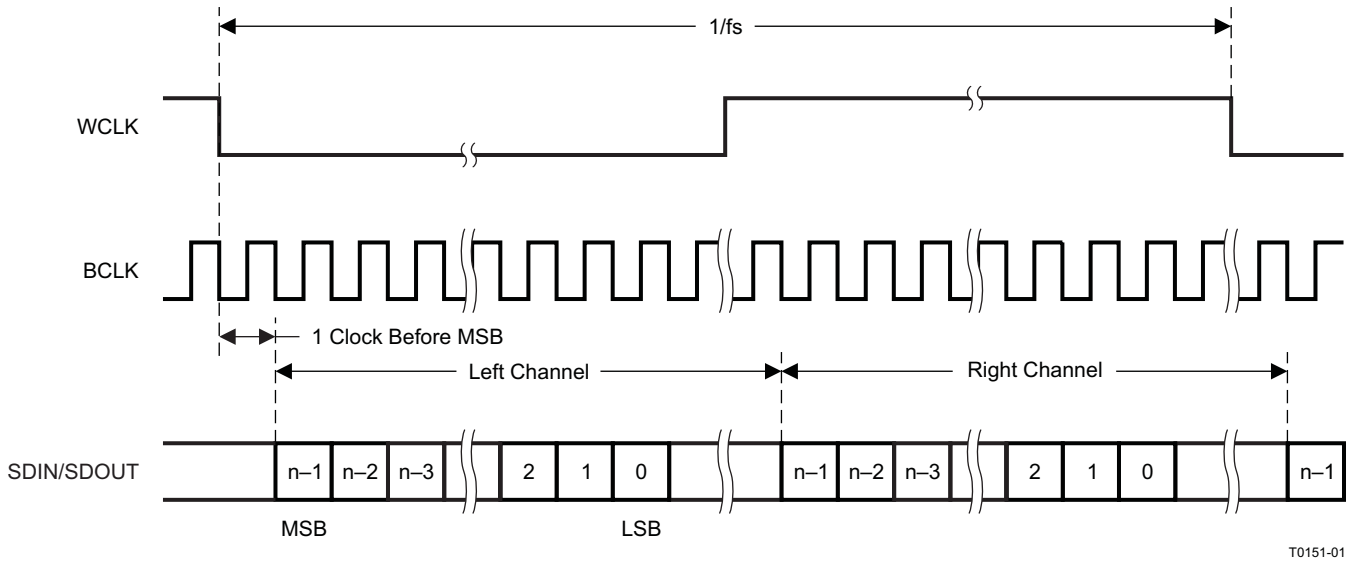 1/fs
WCLK
BCLK
1 Clock Before MSB
Left Channel
Right Channel
SDIN/SDOUT
n–1 n–2 n–3 2 1 0 n–1 n–2 n–3 2 1 0 n–1
MSB LSB
T0151-01